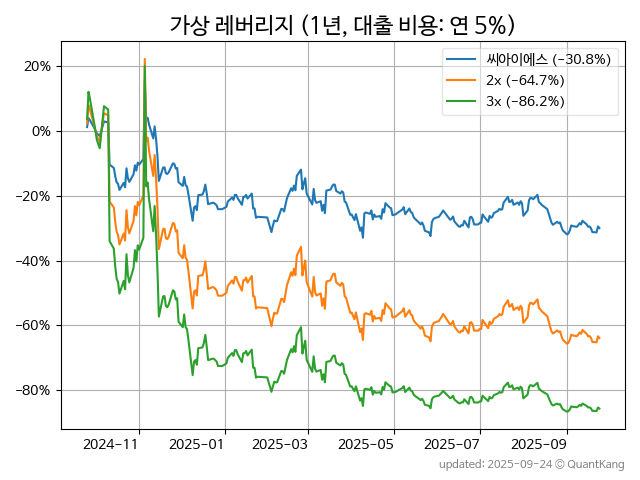 가상 레버리지 (1년, 대출 비용: 연 5%)
씨아이에스 (−30.8%)
2x (−64.7%)
3x (−86.2%)
20%
0%
−20%
−40%
−60%
−80%
2024-11
2025-01
2025-03
2025-05
2025-07
2025-09
updated: 2025-09-24 © QuantKang